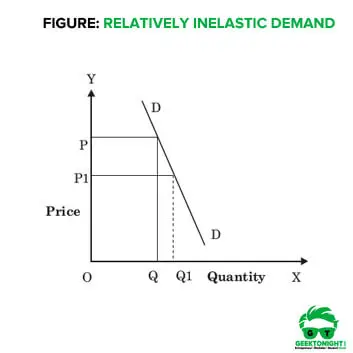 FIGURE: RELATIVELY INELASTIC DEMAND
Y
D
P
P1
Price
D
O Q Q1 Quantity X
G T
GEEKTONIGHT